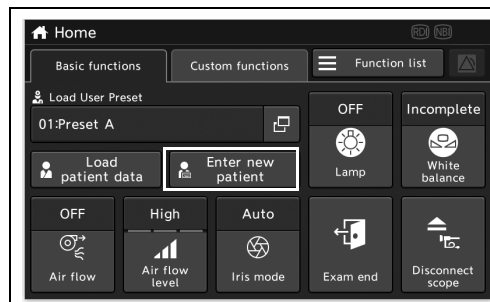 Home
RDI NBI
Basic functions
Custom functions
Function list
Load User Preset
01:Preset A
Load
patient data
Enter new
patient
OFF
Lamp
Incomplete
White
balance
OFF
Air flow
High
Air flow
level
Auto
Iris mode
Exam end
Disconnect
scope